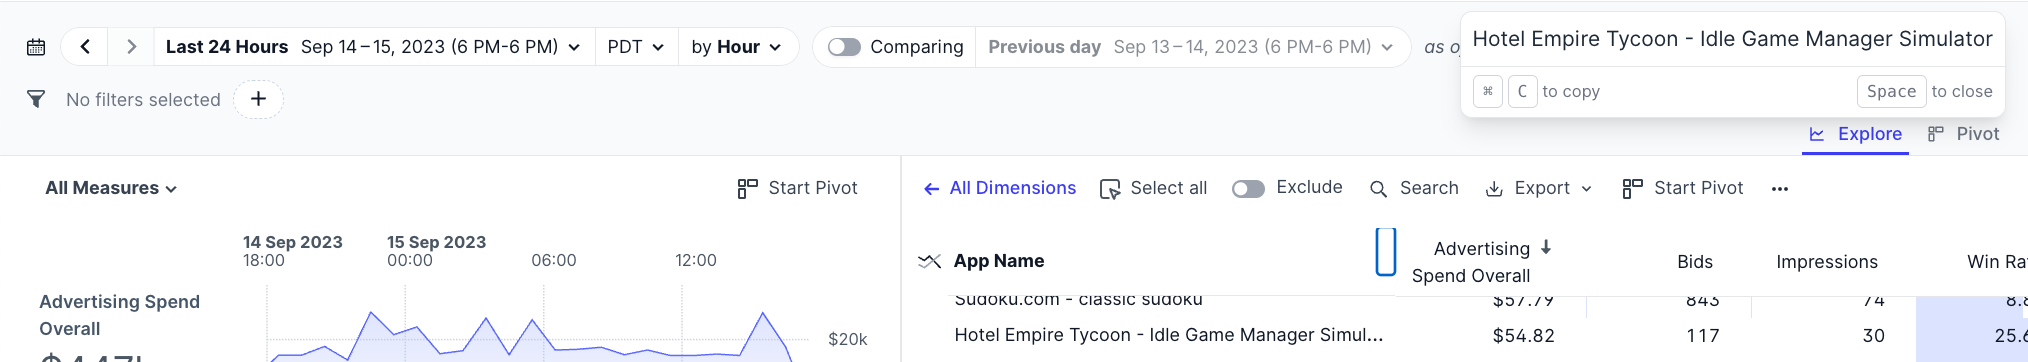 Last 24 Hours Sep 14–15, 2023 (6 PM-6 PM) PDT by Hour Comparing Previous day Sep 13–14, 2023 (6 PM-6 PM) as
Hotel Empire Tycoon - Idle Game Manager Simulator
⌘ C to copy Space to close
No filters selected +
Explore Pivot
All Measures Start Pivot
All Dimensions Select all Exclude Search Export Start Pivot ...
14 Sep 2023 15 Sep 2023
18:00 00:00 06:00 12:00
App Name Advertising Spend Overall Bids Impressions Win
Advertising Spend Overall
$20k
Sudoku.com - classic sudoku $57.79 843 74
Hotel Empire Tycoon - Idle Game Manager Simul... $54.82 117 30